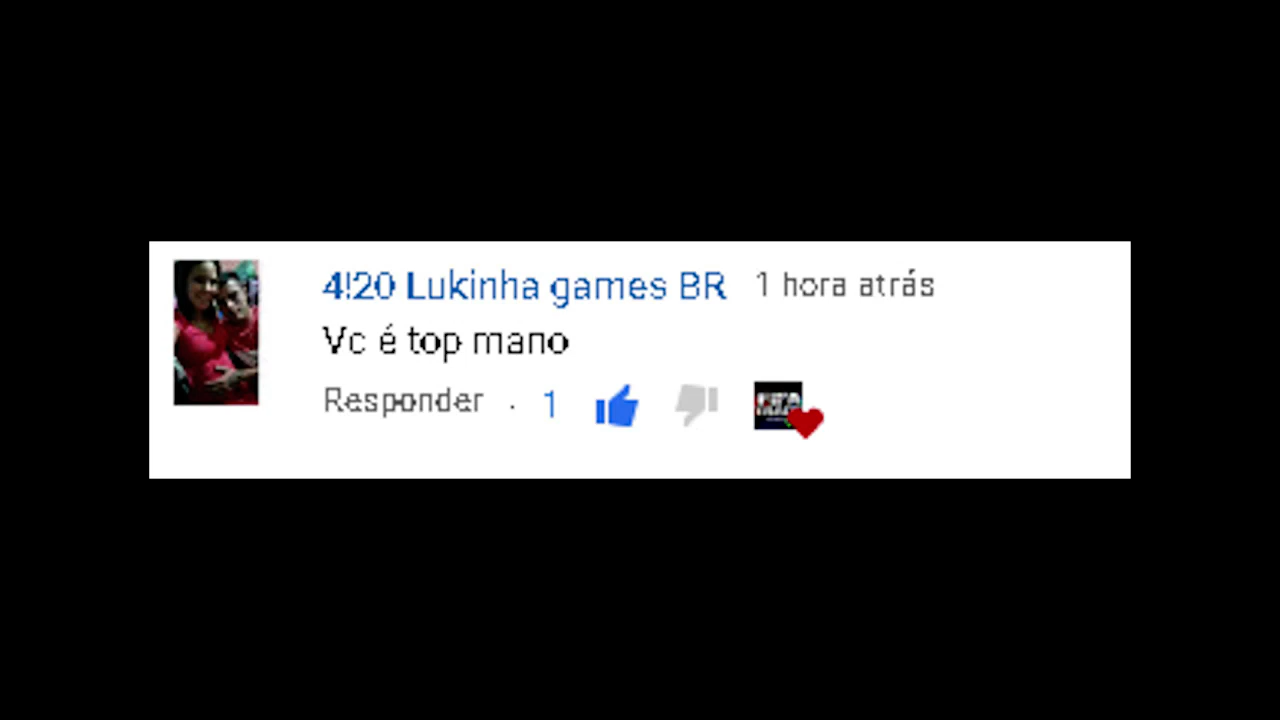 4!20 Lukinha games BR 1 hora atrás
Vc é top mano
Responder · 1